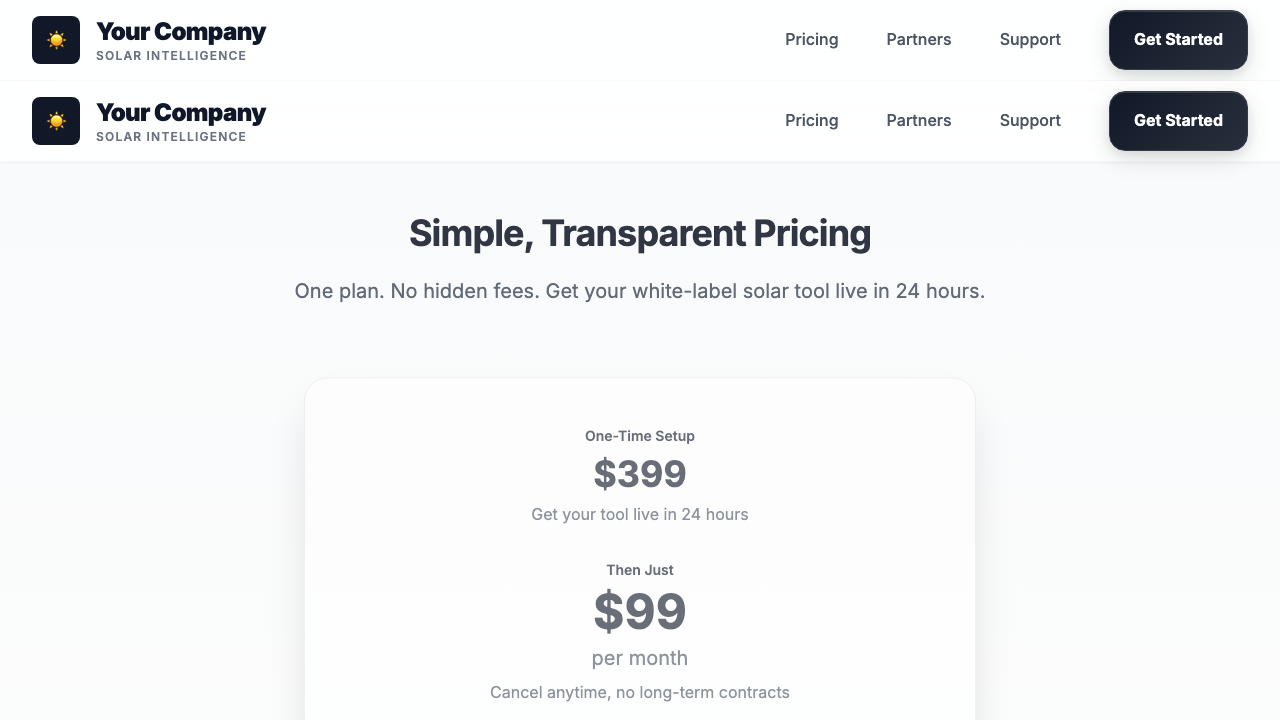 Your Company
SOLAR INTELLIGENCE
Pricing
Partners
Support
Get Started
Your Company
SOLAR INTELLIGENCE
Pricing
Partners
Support
Get Started
Simple, Transparent Pricing
One plan. No hidden fees. Get your white-label solar tool live in 24 hours.
One-Time Setup
$399
Get your tool live in 24 hours
Then Just
$99
per month
Cancel anytime, no long-term contracts